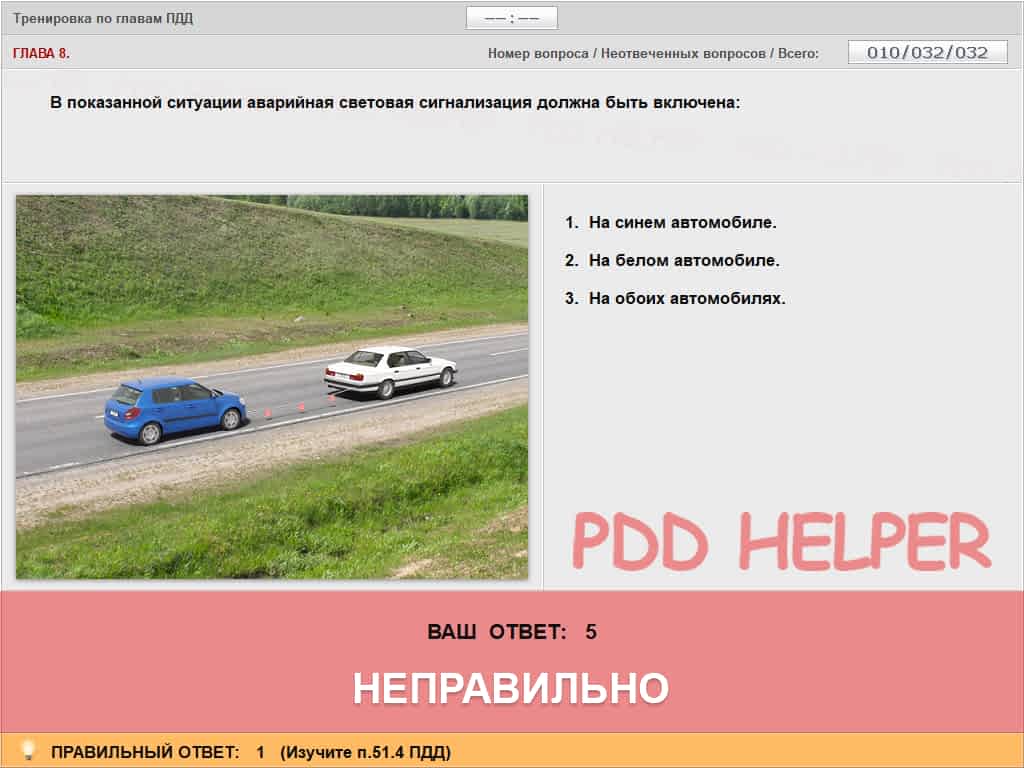 Тренировка по главам ПДД
–– : ––
ГЛАВА 8.
Номер вопроса / Неотвеченных вопросов / Всего:
010/032/032
В показанной ситуации аварийная световая сигнализация должна быть включена:
1. На синем автомобиле.
2. На белом автомобиле.
3. На обоих автомобилях.
PDD HELPER
ВАШ ОТВЕТ: 5
НЕПРАВИЛЬНО
ПРАВИЛЬНЫЙ ОТВЕТ: 1 (Изучите п.51.4 ПДД)